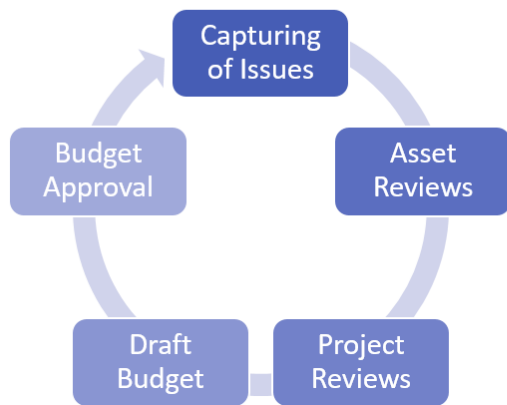 Capturing
of Issues
Asset
Reviews
Project
Reviews
Draft
Budget
Budget
Approval